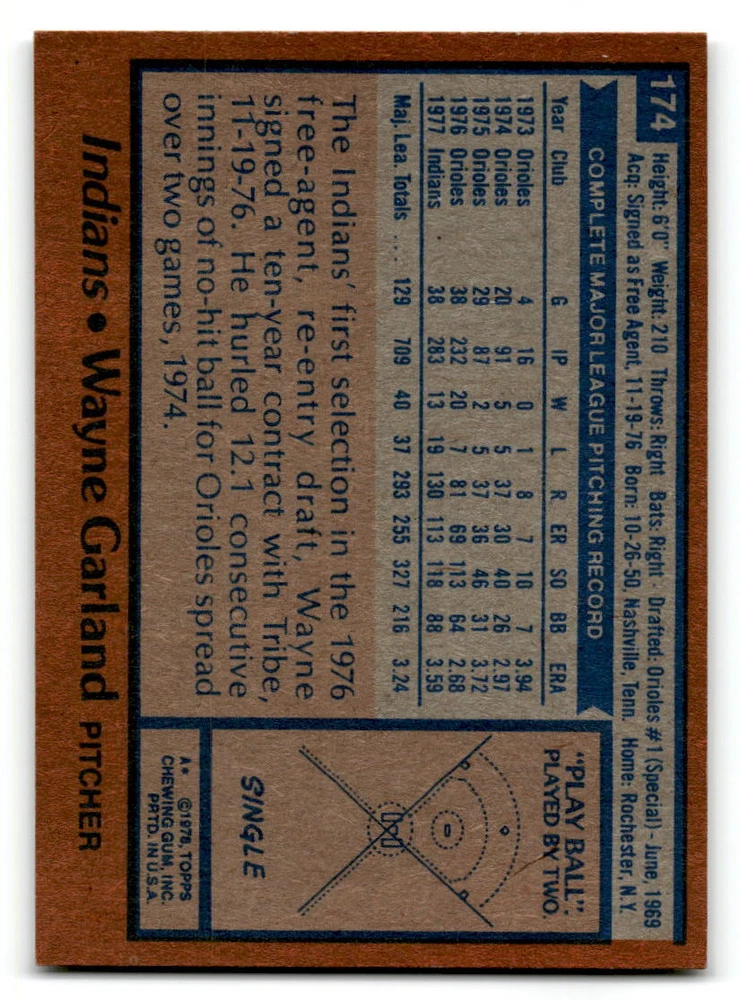 174
Height: 6'0" Weight: 210 Throws: Right Bats: Right Drafted: Orioles #1 (Special) - June, 1969
Acq: Signed as Free Agent, 11-19-76 Born: 10-26-50, Nashville, Tenn. Home: Rochester, N.Y.
COMPLETE MAJOR LEAGUE PITCHING RECORD
Year Club G IP W L R ER SO BB ERA
1973 Orioles 4 16 0 1 8 7 10 7 3.94
1974 Orioles 20 91 5 5 37 30 40 26 2.97
1975 Orioles 29 87 2 5 37 36 46 31 3.72
1976 Orioles 38 232 20 7 81 69 113 64 2.68
1977 Indians 38 283 13 19 130 113 118 88 3.59
Maj. Lea. Totals .... 129 709 40 37 293 255 327 216 3.24
The Indians' first selection in the 1976
free-agent, re-entry draft, Wayne
signed a ten-year contract with Tribe,
11-19-76. He hurled 12.1 consecutive
innings of no-hit ball for Orioles spread
over two games, 1974.
"PLAY BALL".
PLAYED BY TWO.
SINGLE
A* ©1978, TOPPS
CHEWING GUM, INC.
PRTD. IN U.S.A.
Indians • Wayne Garland PITCHER